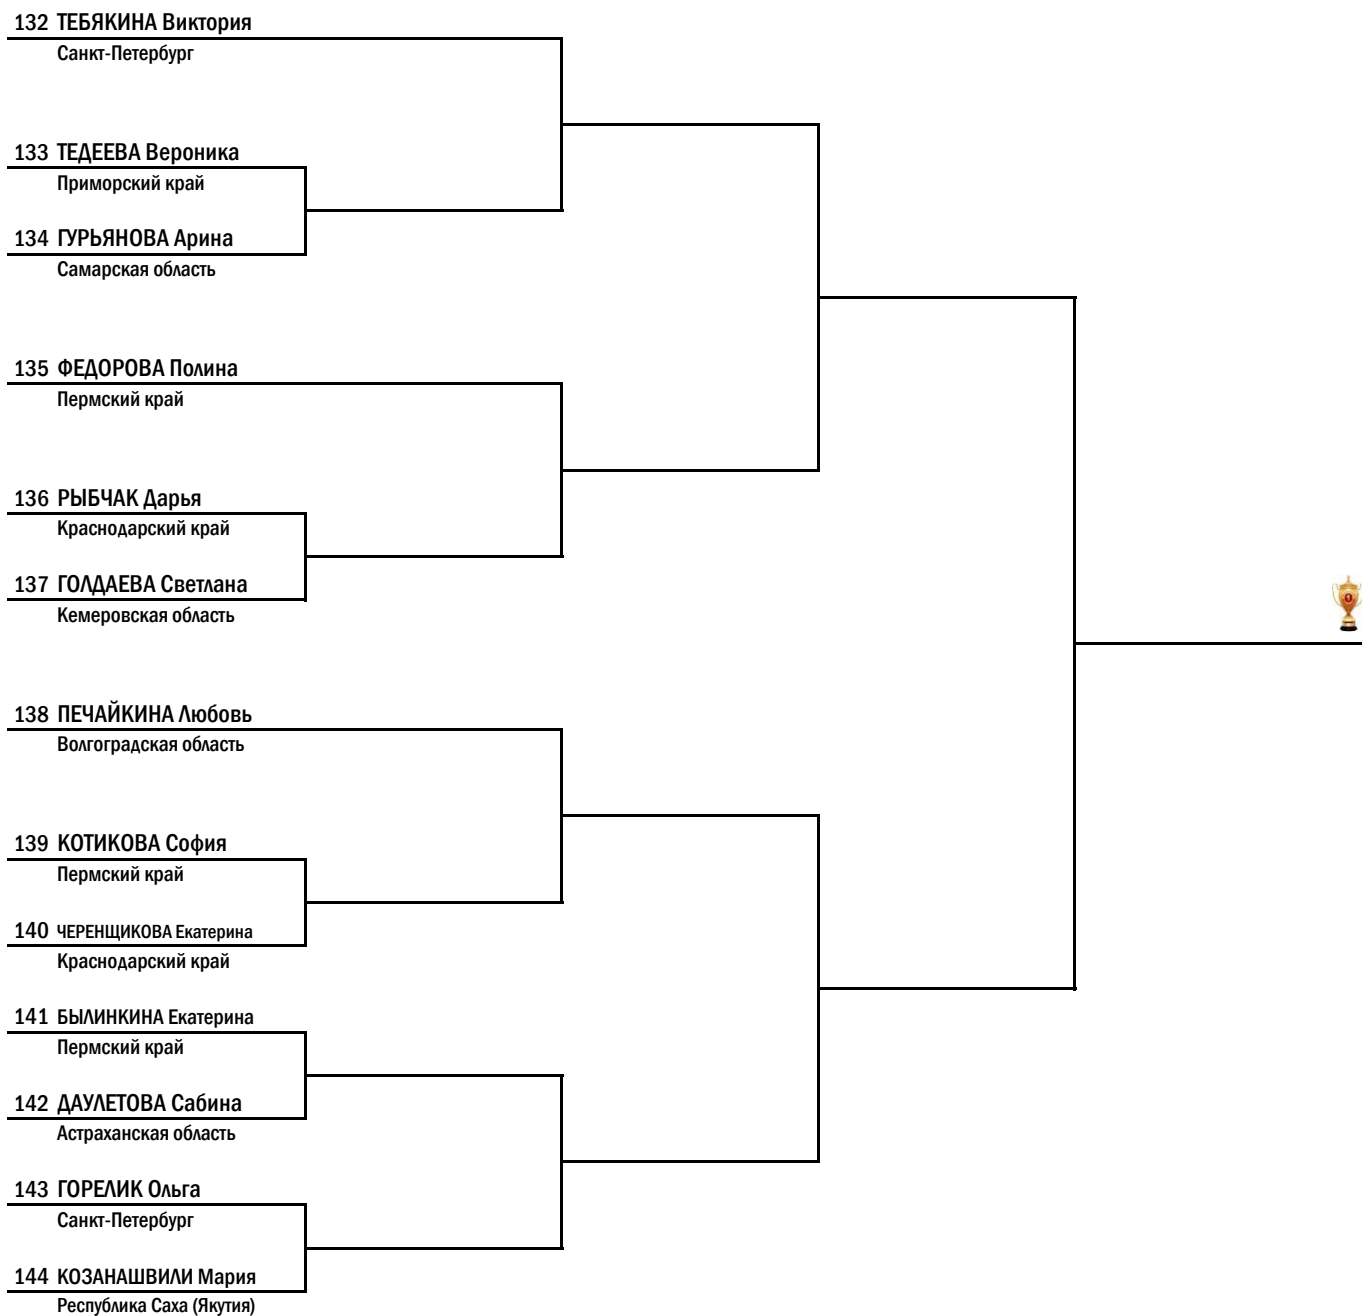 132 ТЕБЯКИНА Виктория
Санкт-Петербург
133 ТЕДЕЕВА Вероника
Приморский край
134 ГУРЬЯНОВА Арина
Самарская область
135 ФЕДОРОВА Полина
Пермский край
136 РЫБЧАК Дарья
Краснодарский край
137 ГОЛДАЕВА Светлана
Кемеровская область
138 ПЕЧАЙКИНА Любовь
Волгоградская область
139 КОТИКОВА София
Пермский край
140 ЧЕРЕНЩИКОВА Екатерина
Краснодарский край
141 БЫЛИНКИНА Екатерина
Пермский край
142 ДАУЛЕТОВА Сабина
Астраханская область
143 ГОРЕЛИК Ольга
Санкт-Петербург
144 КОЗАНАШВИЛИ Мария
Республика Саха (Якутия)